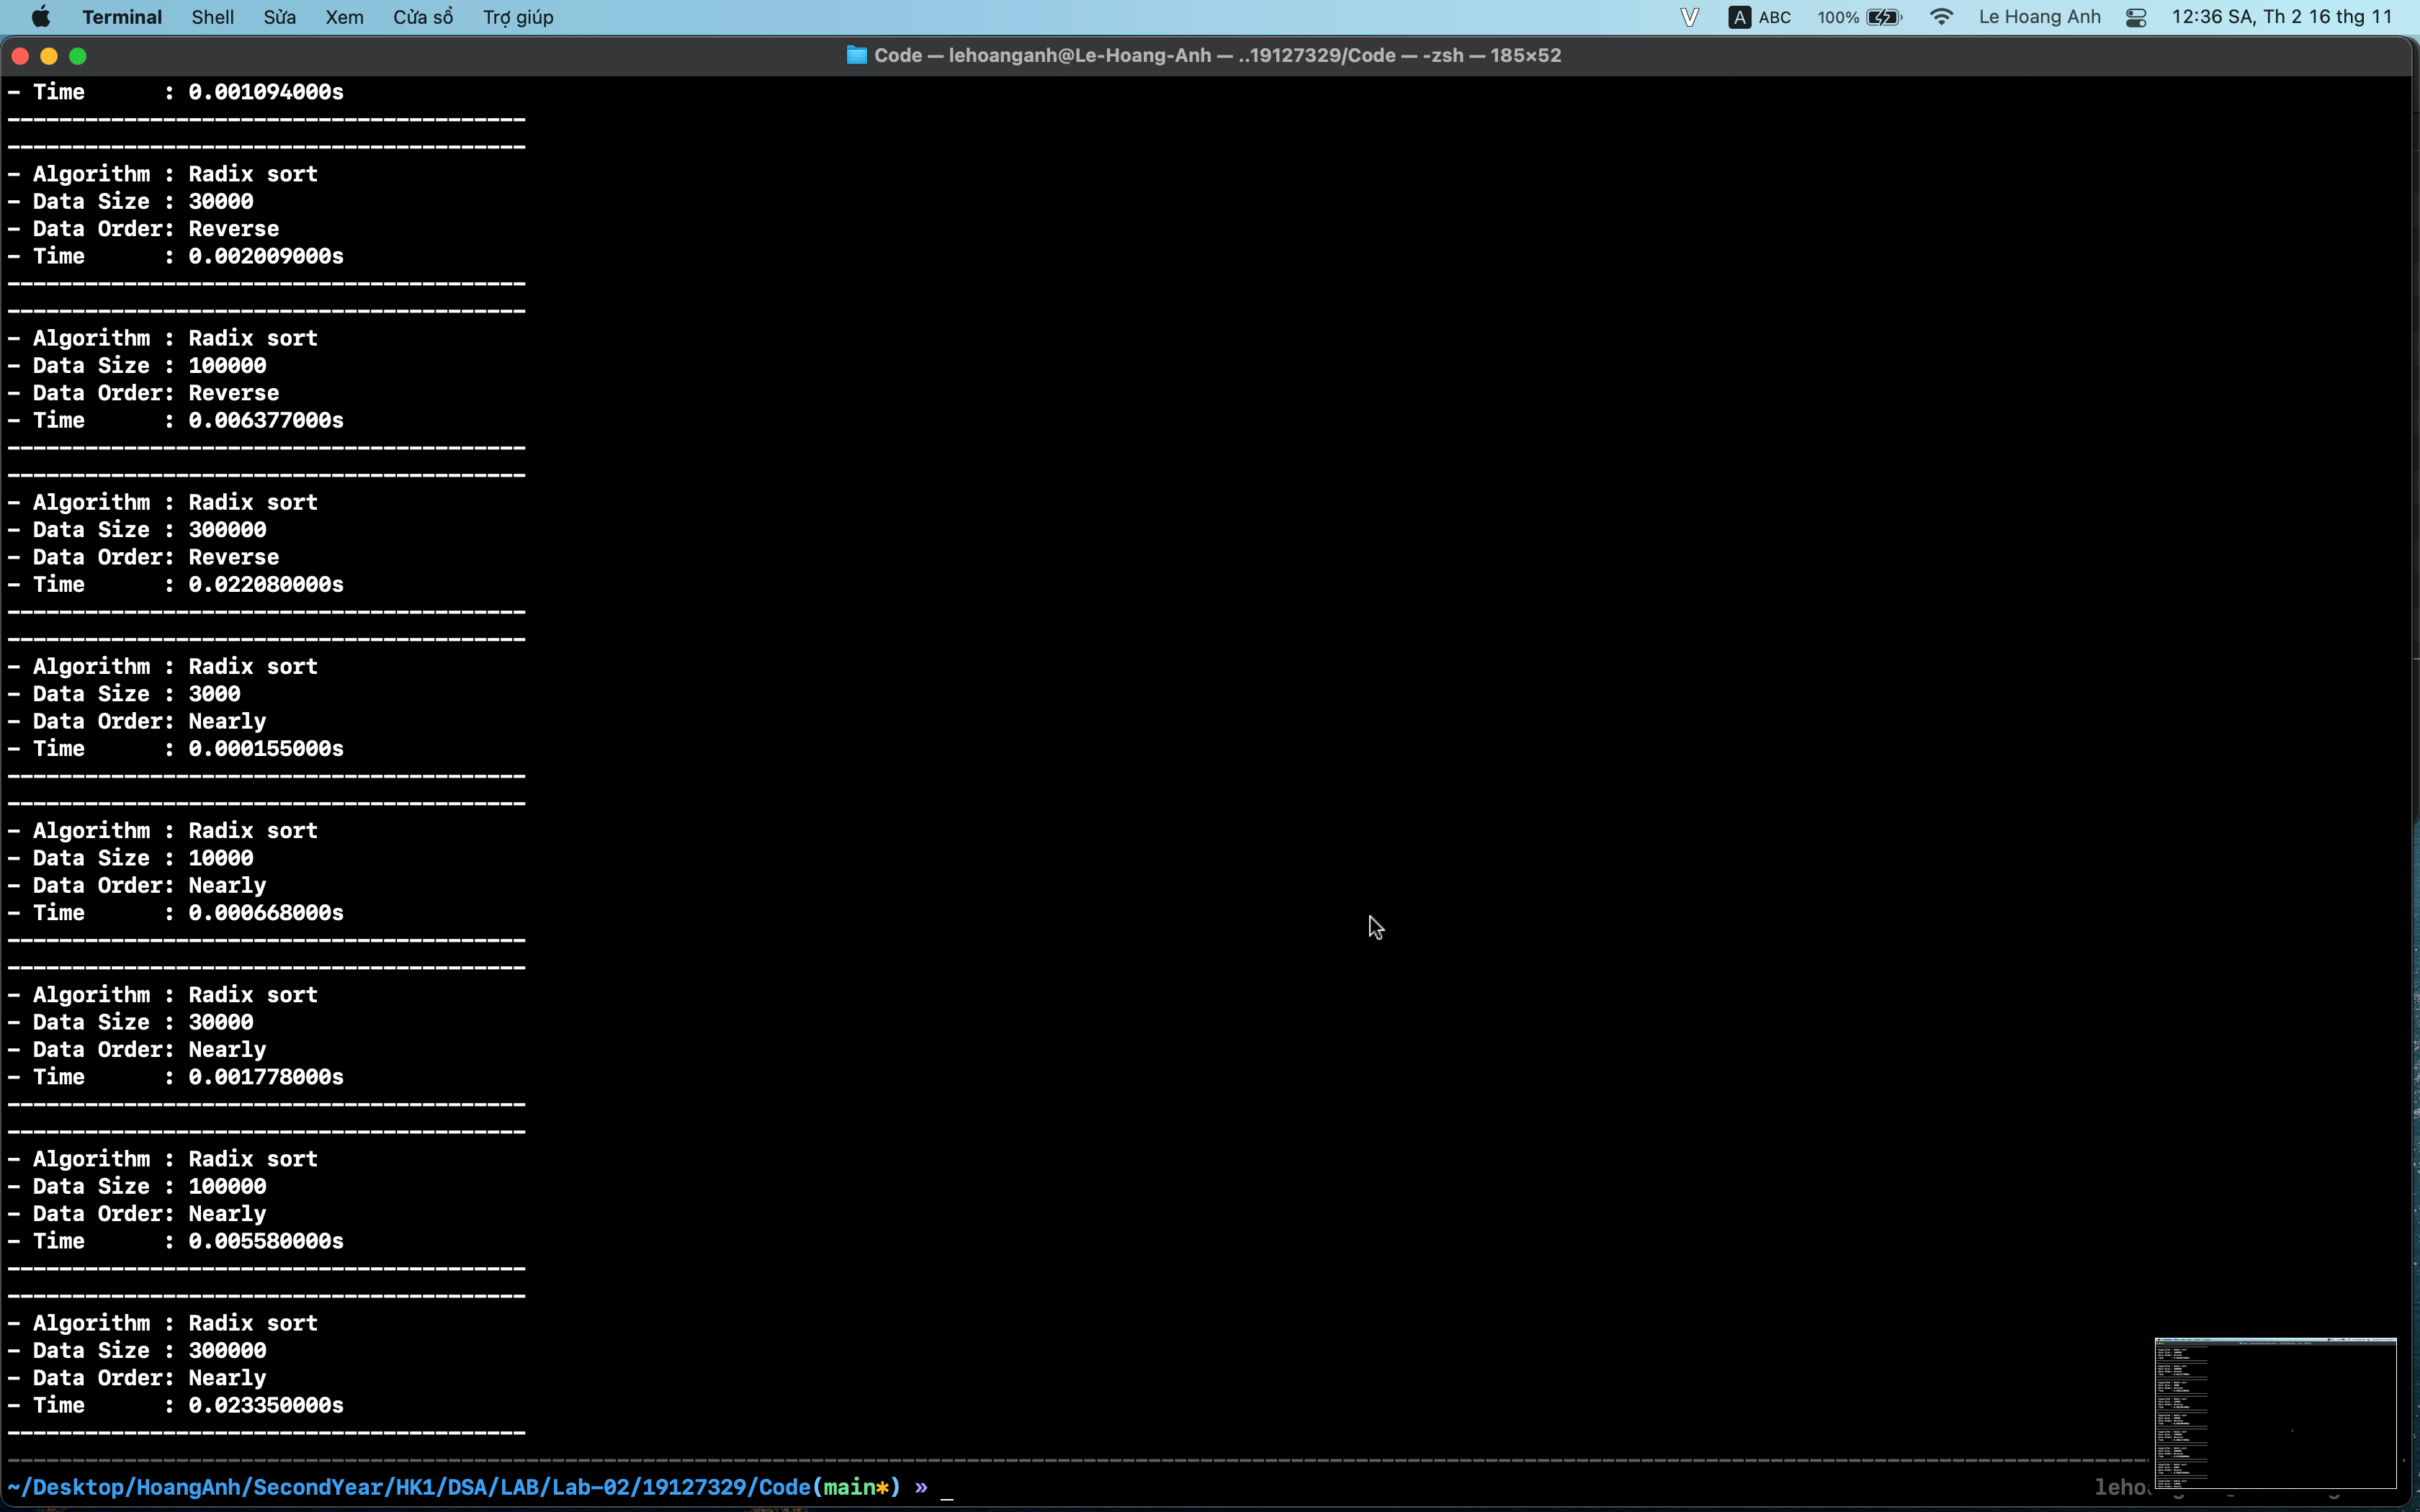 Terminal Shell Sửa Xem Cửa sổ Trợ giúp V A ABC 100% Le Hoang Anh 12:36 SA, Th 2 16 thg 11
Code — lehoanganh@Le-Hoang-Anh — ..19127329/Code — -zsh — 185×52
- Time : 0.001094000s
----------------------------------------
----------------------------------------
- Algorithm : Radix sort
- Data Size : 30000
- Data Order: Reverse
- Time : 0.002009000s
----------------------------------------
----------------------------------------
- Algorithm : Radix sort
- Data Size : 100000
- Data Order: Reverse
- Time : 0.006377000s
----------------------------------------
----------------------------------------
- Algorithm : Radix sort
- Data Size : 300000
- Data Order: Reverse
- Time : 0.022080000s
----------------------------------------
----------------------------------------
- Algorithm : Radix sort
- Data Size : 3000
- Data Order: Nearly
- Time : 0.000155000s
----------------------------------------
----------------------------------------
- Algorithm : Radix sort
- Data Size : 10000
- Data Order: Nearly
- Time : 0.000668000s
----------------------------------------
----------------------------------------
- Algorithm : Radix sort
- Data Size : 30000
- Data Order: Nearly
- Time : 0.001778000s
----------------------------------------
----------------------------------------
- Algorithm : Radix sort
- Data Size : 100000
- Data Order: Nearly
- Time : 0.005580000s
----------------------------------------
----------------------------------------
- Algorithm : Radix sort
- Data Size : 300000
- Data Order: Nearly
- Time : 0.023350000s
----------------------------------------
~/Desktop/HoangAnh/SecondYear/HK1/DSA/LAB/Lab-02/19127329/Code(main*) » _